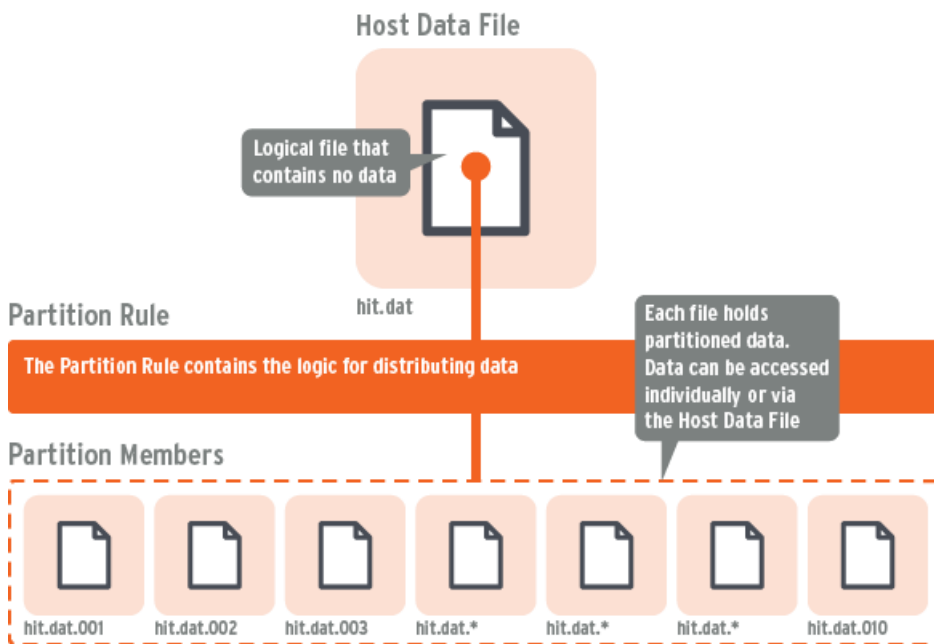 Host Data File
Logical file that
contains no data
hit.dat
Partition Rule
Each file holds
partitioned data.
Data can be accessed
individually or via
the Host Data File
The Partition Rule contains the logic for distributing data
Partition Members
hit.dat.001
hit.dat.002
hit.dat.003
hit.dat.*
hit.dat.*
hit.dat.*
hit.dat.010